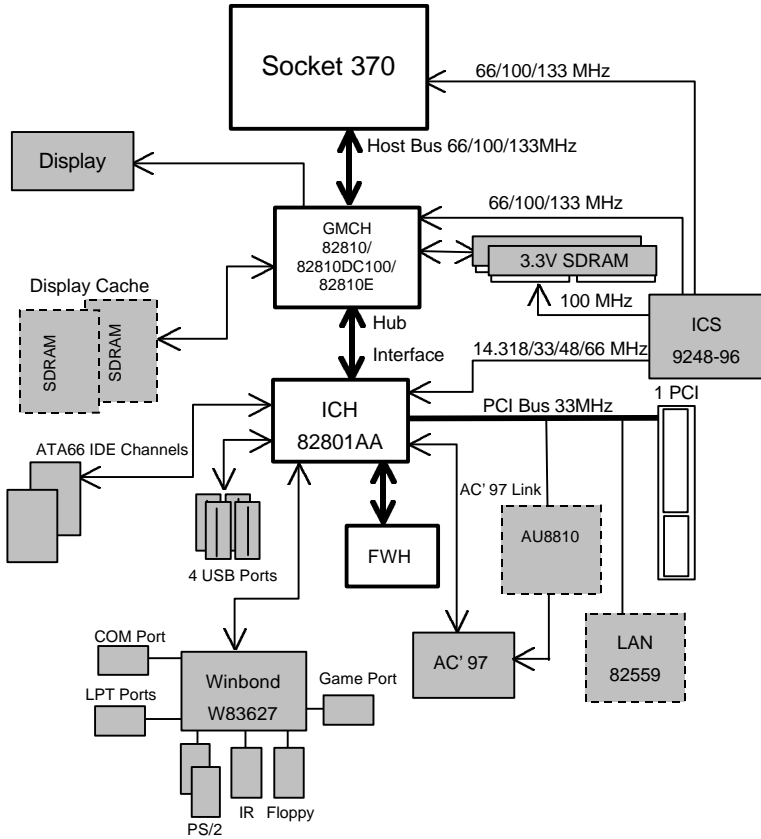 Socket 370
66/100/133 MHz
Host Bus 66/100/133MHz
Display
66/100/133 MHz
GMCH
82810/
82810DC100/
82810E
3.3V SDRAM
Display Cache
SDRAM
SDRAM
100 MHz
ICS
9248-96
Hub
Interface
14.318/33/48/66 MHz
ICH
82801AA
PCI Bus 33MHz
1 PCI
ATA66 IDE Channels
AC' 97 Link
AU8810
4 USB Ports
FWH
LAN
82559
AC' 97
COM Port
Winbond
W83627
Game Port
LPT Ports
PS/2
IR
Floppy